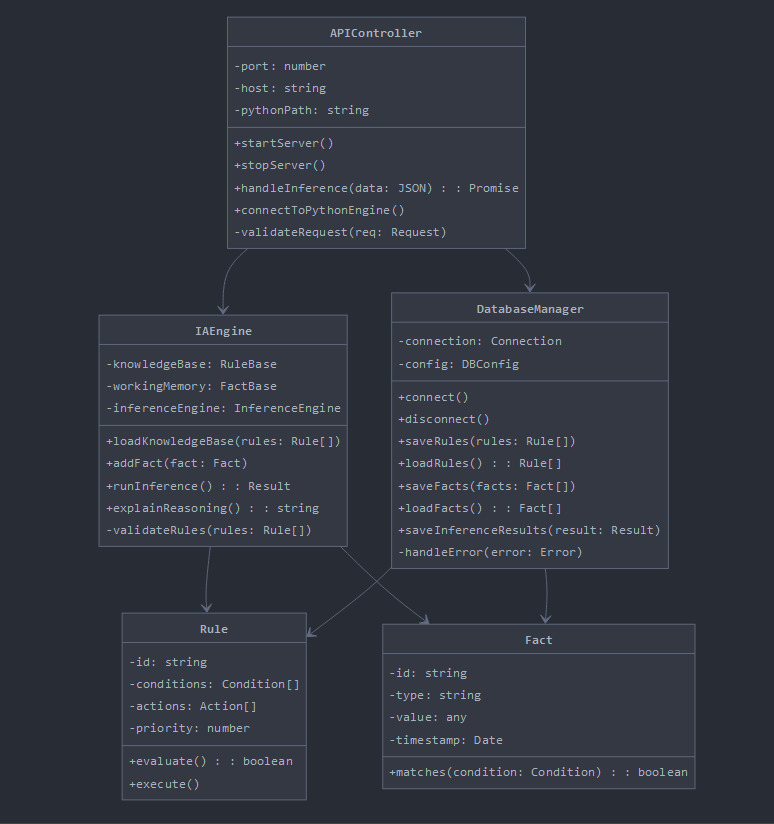 APIController
-port: number
-host: string
-pythonPath: string
+startServer()
+stopServer()
+handleInference(data: JSON) : : Promise
+connectToPythonEngine()
-validateRequest(req: Request)
IAEngine
-knowledgeBase: RuleBase
-workingMemory: FactBase
-inferenceEngine: InferenceEngine
+loadKnowledgeBase(rules: Rule[])
+addFact(fact: Fact)
+runInference() : : Result
+explainReasoning() : : string
-validateRules(rules: Rule[])
DatabaseManager
-connection: Connection
-config: DBConfig
+connect()
+disconnect()
+saveRules(rules: Rule[])
+loadRules() : : Rule[]
+saveFacts(facts: Fact[])
+loadFacts() : : Fact[]
+saveInferenceResults(result: Result)
-handleError(error: Error)
Rule
-id: string
-conditions: Condition[]
-actions: Action[]
-priority: number
+evaluate() : : boolean
+execute()
Fact
-id: string
-type: string
-value: any
-timestamp: Date
+matches(condition: Condition) : : boolean